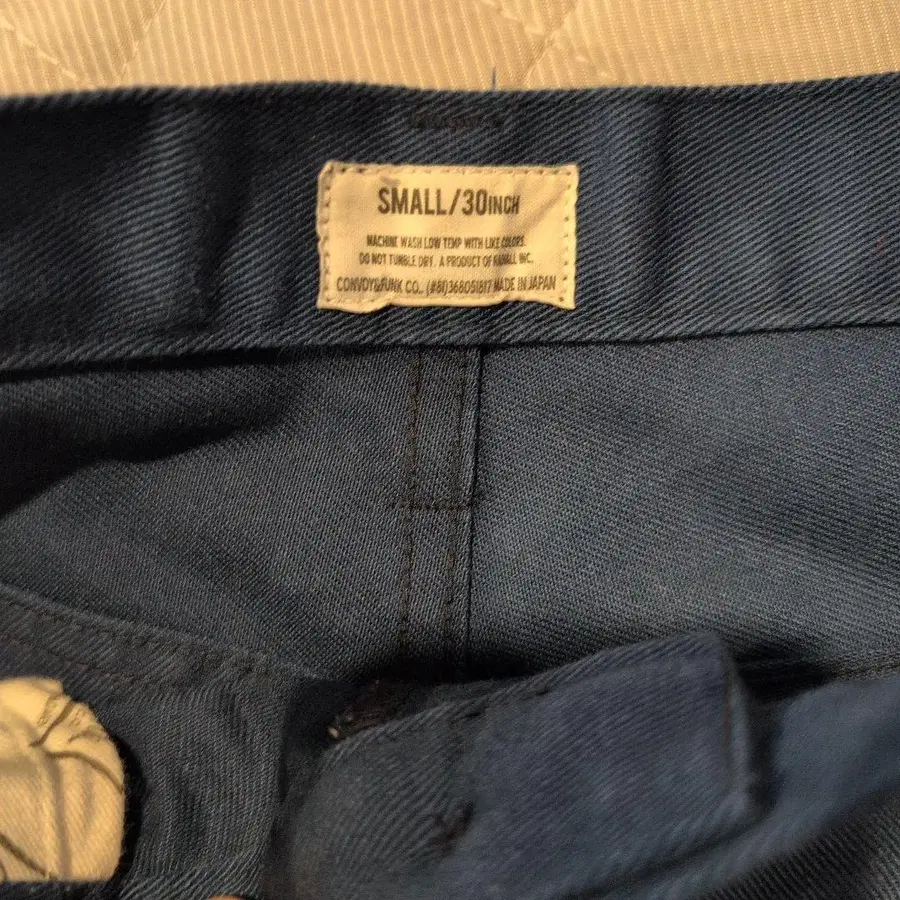 SMALL/30INCH
MACHINE WASH LOW TEMP WITH LIKE COLORS.
DO NOT TUMBLE DRY. A PRODUCT OF INC.
CONVOY&FUNK CO., (#81)368051817 MADE IN JAPAN